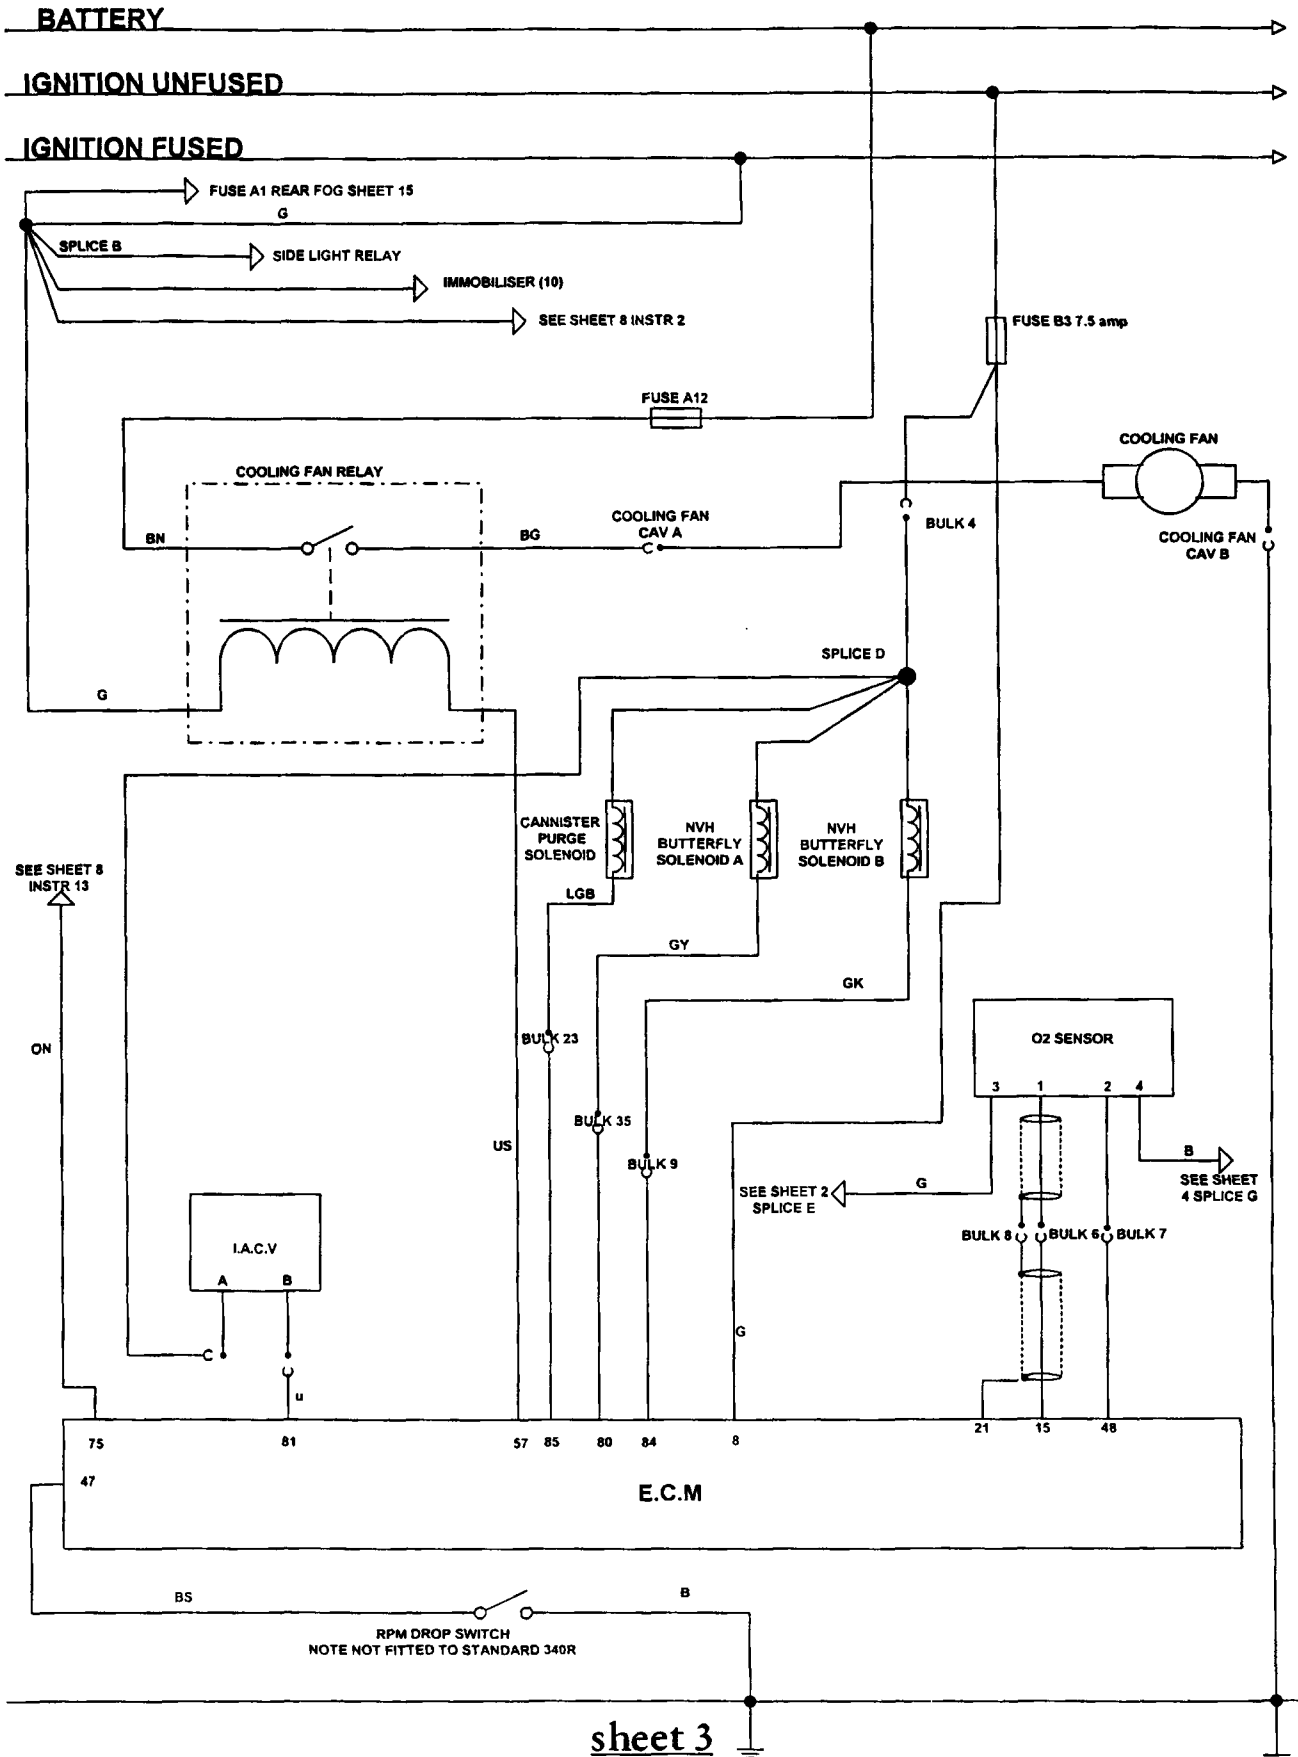 BATTERY
IGNITION UNFUSED
IGNITION FUSED
FUSE A1 REAR FOG SHEET 15
G
SPLICE B
SIDE LIGHT RELAY
IMMOBILISER (10)
SEE SHEET 8 INSTR 2
FUSE B3 7.5 amp
FUSE A12
COOLING FAN
COOLING FAN RELAY
COOLING FAN
CAV A
BULK 4
BN
BG
COOLING FAN
CAV B
SPLICE D
G
CANNISTER
PURGE
SOLENOID
NVH
BUTTERFLY
SOLENOID A
NVH
BUTTERFLY
SOLENOID B
SEE SHEET 8
INSTR 13
LGB
GY
GK
ON
BULK 23
O2 SENSOR
3 1 2 4
BULK 35
US
BULK 9
B
SEE SHEET
4 SPLICE G
SEE SHEET 2
SPLICE E
G
BULK 8 BULK 6 BULK 7
I.A.C.V
A B
G
u
75 81 57 85 80 84 8 21 15 48
47
E.C.M
BS
B
RPM DROP SWITCH
NOTE NOT FITTED TO STANDARD 340R
sheet 3